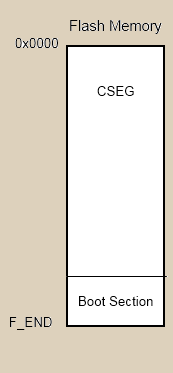 Flash Memory
0x0000
CSEG
Boot Section
F_END